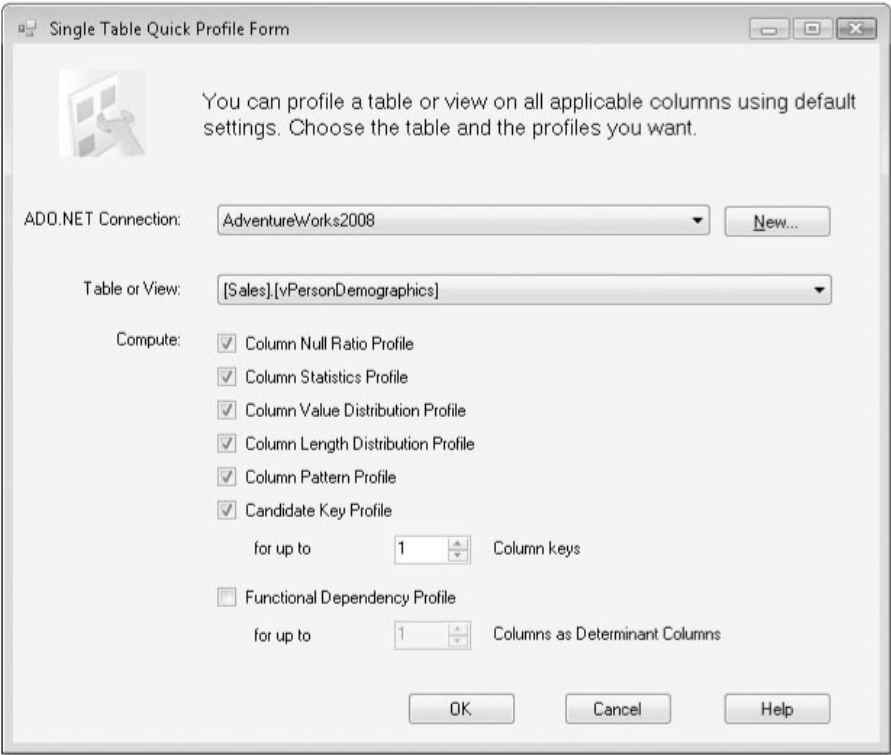 Single Table Quick Profile Form
You can profile a table or view on all applicable columns using default
settings. Choose the table and the profiles you want.
ADO.NET Connection: AdventureWorks2008 New...
Table or View: [Sales].[vPersonDemographics]
Compute: Column Null Ratio Profile
Column Statistics Profile
Column Value Distribution Profile
Column Length Distribution Profile
Column Pattern Profile
Candidate Key Profile
for up to 1 Column keys
Functional Dependency Profile
for up to 1 Columns as Determinant Columns
OK Cancel Help